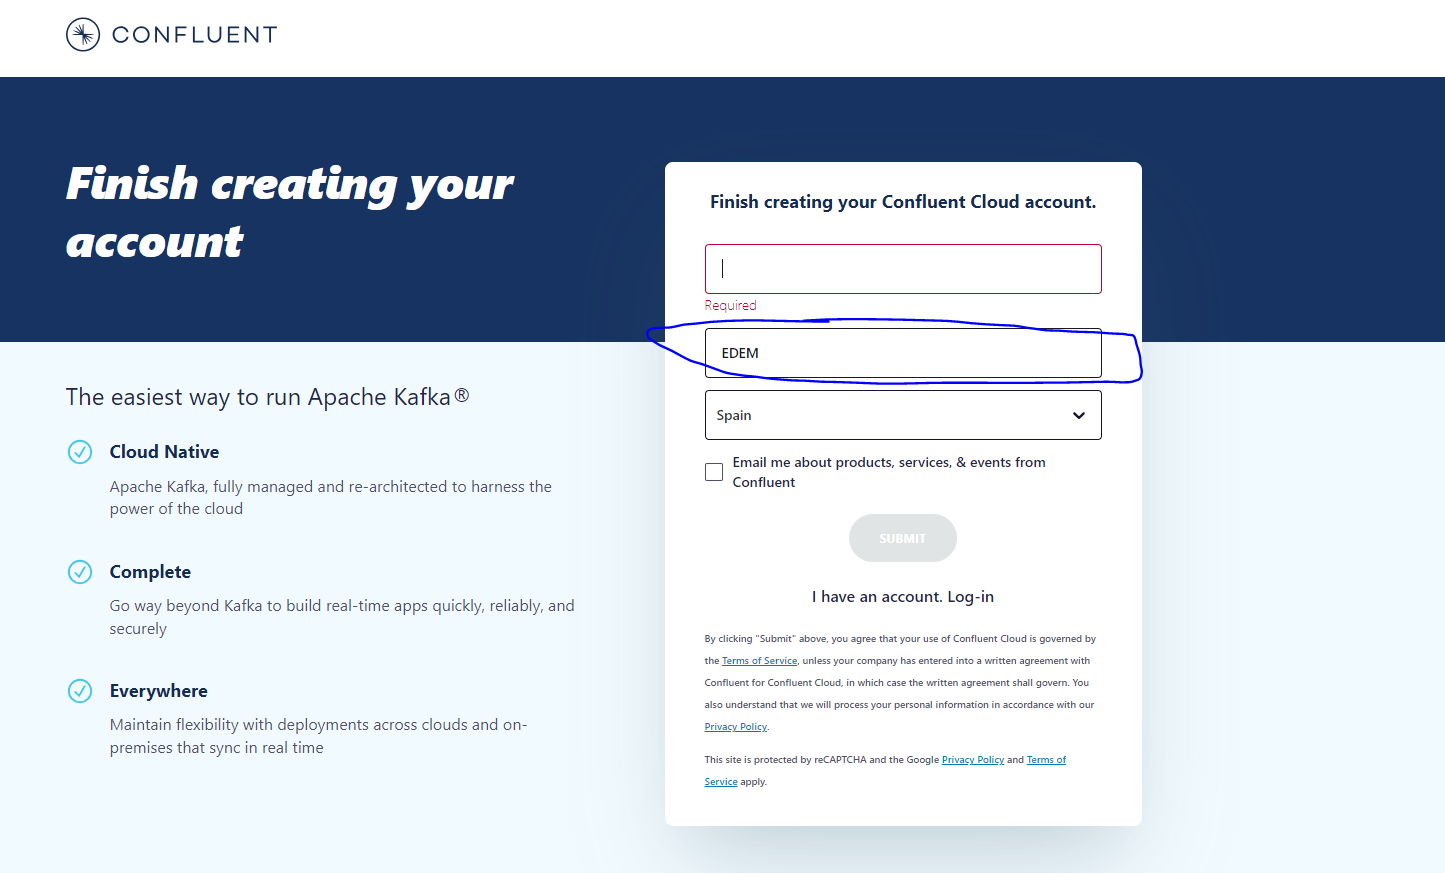 CONFLUENT
Finish creating your
account
The easiest way to run Apache Kafka®
Cloud Native
Apache Kafka, fully managed and re-architected to harness the
power of the cloud
Complete
Go way beyond Kafka to build real-time apps quickly, reliably, and
securely
Everywhere
Maintain flexibility with deployments across clouds and on-
premises that sync in real time
Finish creating your Confluent Cloud account.
Required
EDEM
Spain
Email me about products, services, & events from
Confluent
SUBMIT
I have an account. Log-in
By clicking "Submit" above, you agree that your use of Confluent Cloud is governed by
the Terms of Service, unless your company has entered into a written agreement with
Confluent for Confluent Cloud, in which case the written agreement shall govern. You
also understand that we will process your personal information in accordance with our
Privacy Policy.
This site is protected by reCAPTCHA and the Google Privacy Policy and Terms of
Service apply.